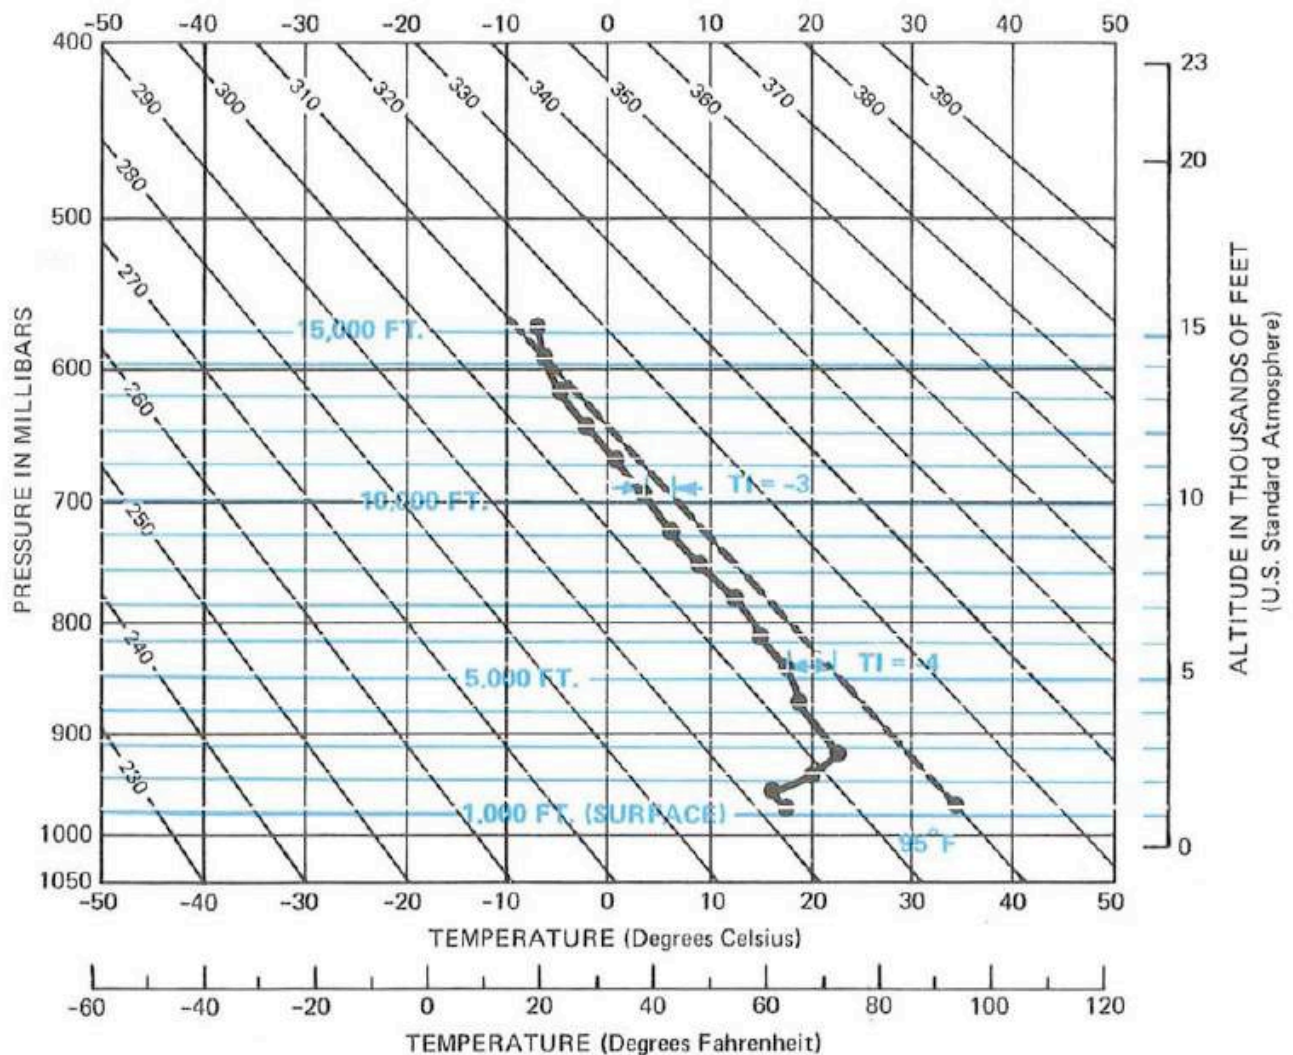 -50 -40 -30 -20 -10 0 10 20 30 40 50
400
500
600
700
800
900
1000
1050
PRESSURE IN MILLIBARS
290 300 310 320 330 340 350 360 370 380 390
280
270
260
250
240
230
15,000 FT.
10,000 FT.
TI = -3
5,000 FT.
TI = -4
1,000 FT. (SURFACE)
95°F
23
20
15
10
5
0
ALTITUDE IN THOUSANDS OF FEET
(U.S. Standard Atmosphere)
-50 -40 -30 -20 -10 0 10 20 30 40 50
TEMPERATURE (Degrees Celsius)
-60 -40 -20 0 20 40 60 80 100 120
TEMPERATURE (Degrees Fahrenheit)